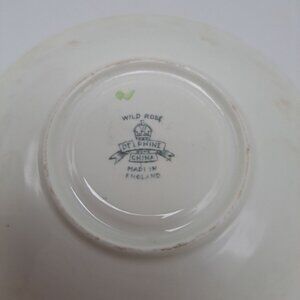 WILD ROSE
DELPHINE
CHINA
MADE IN
ENGLAND